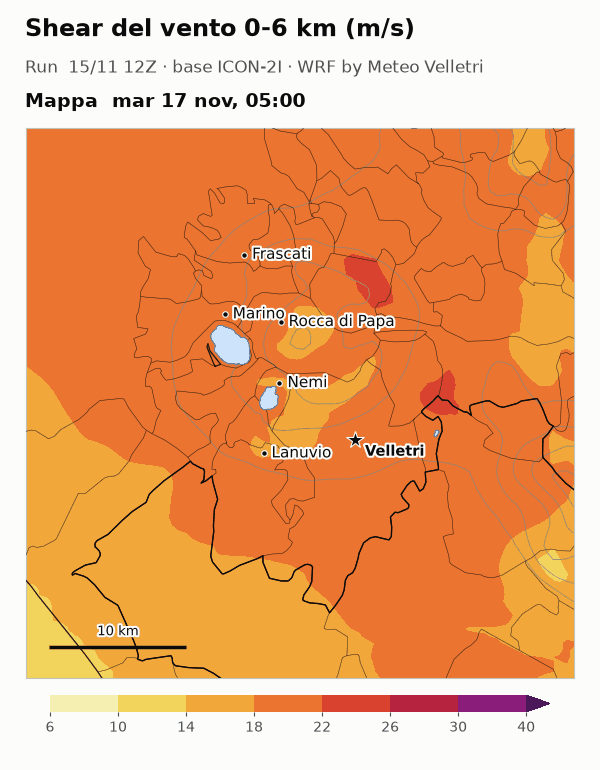 Shear del vento 0-6 km (m/s)
Run  15/11 12Z · base ICON-2I · WRF by Meteo Velletri
Mappa  mar 17 nov, 05:00
Frascati
Marino
Rocca di Papa
Nemi
Lanuvio
Velletri
10 km
6 10 14 18 22 26 30 40